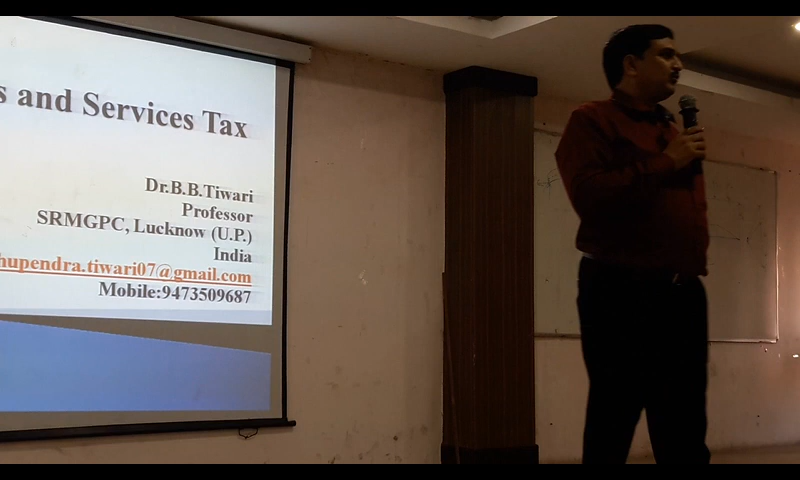 s and Services Tax
Dr.B.B.Tiwari
Professor
SRMGPC, Lucknow (U.P.)
India
hupendra.tiwari07@gmail.com
Mobile:9473509687